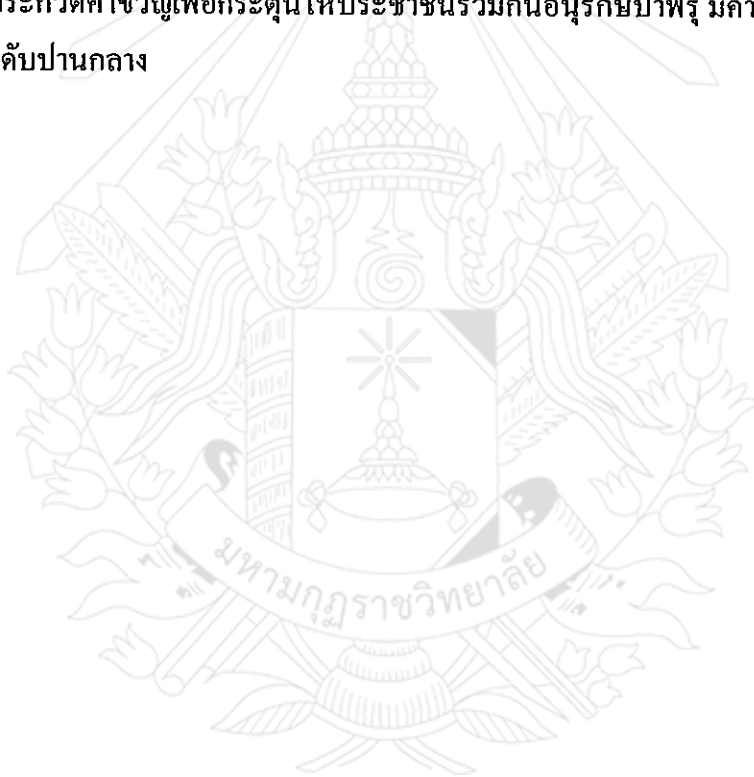 ระกวดคำขวัญเพื่อกระตุ้นให้ประชาชนร่วมกันอนุรักษ์ป่าพรุ มีค่า
ดับปานกลาง
มหามกุฏราชวิทยาลัย